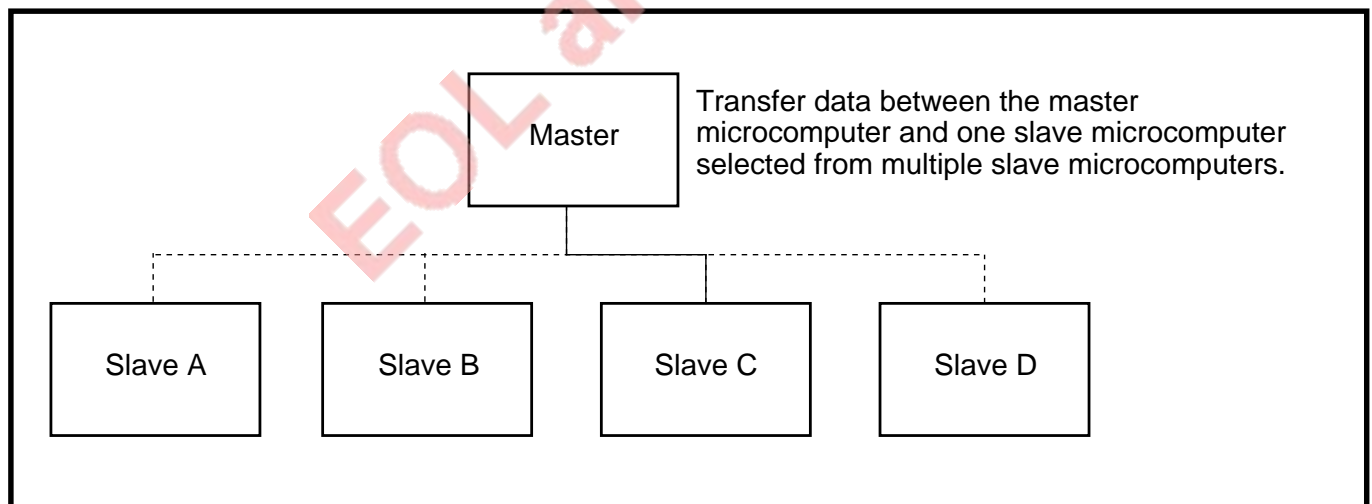 Master
Transfer data between the master
microcomputer and one slave microcomputer
selected from multiple slave microcomputers.
Slave A
Slave B
Slave C
Slave D
EOL